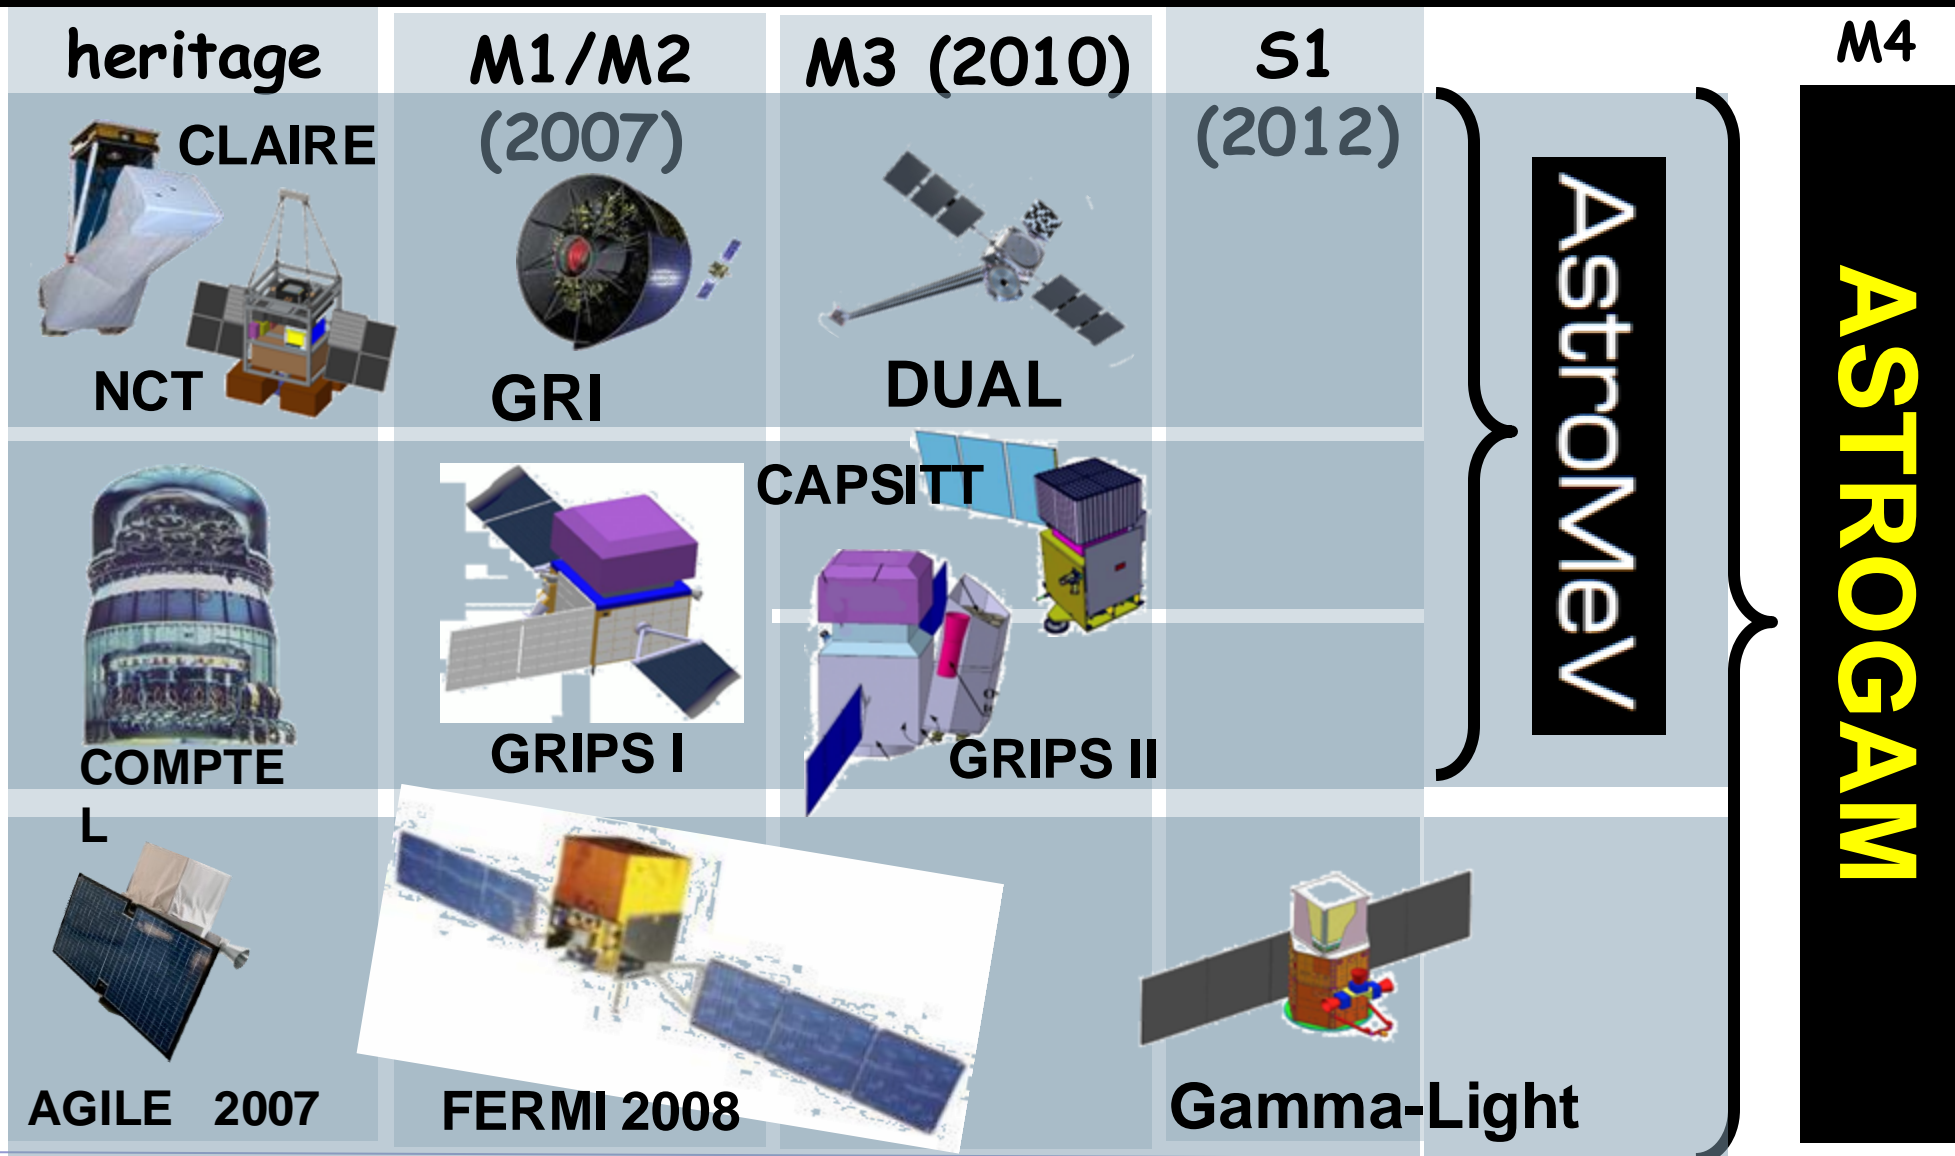 heritage
M1/M2
(2007)
M3 (2010)
S1
(2012)
M4
CLAIRE
NCT
GRI
DUAL
CAPSITT
COMPTE
L
GRIPS I
GRIPS II
AstroMeV
ASTROGAM
AGILE 2007
FERMI 2008
Gamma-Light